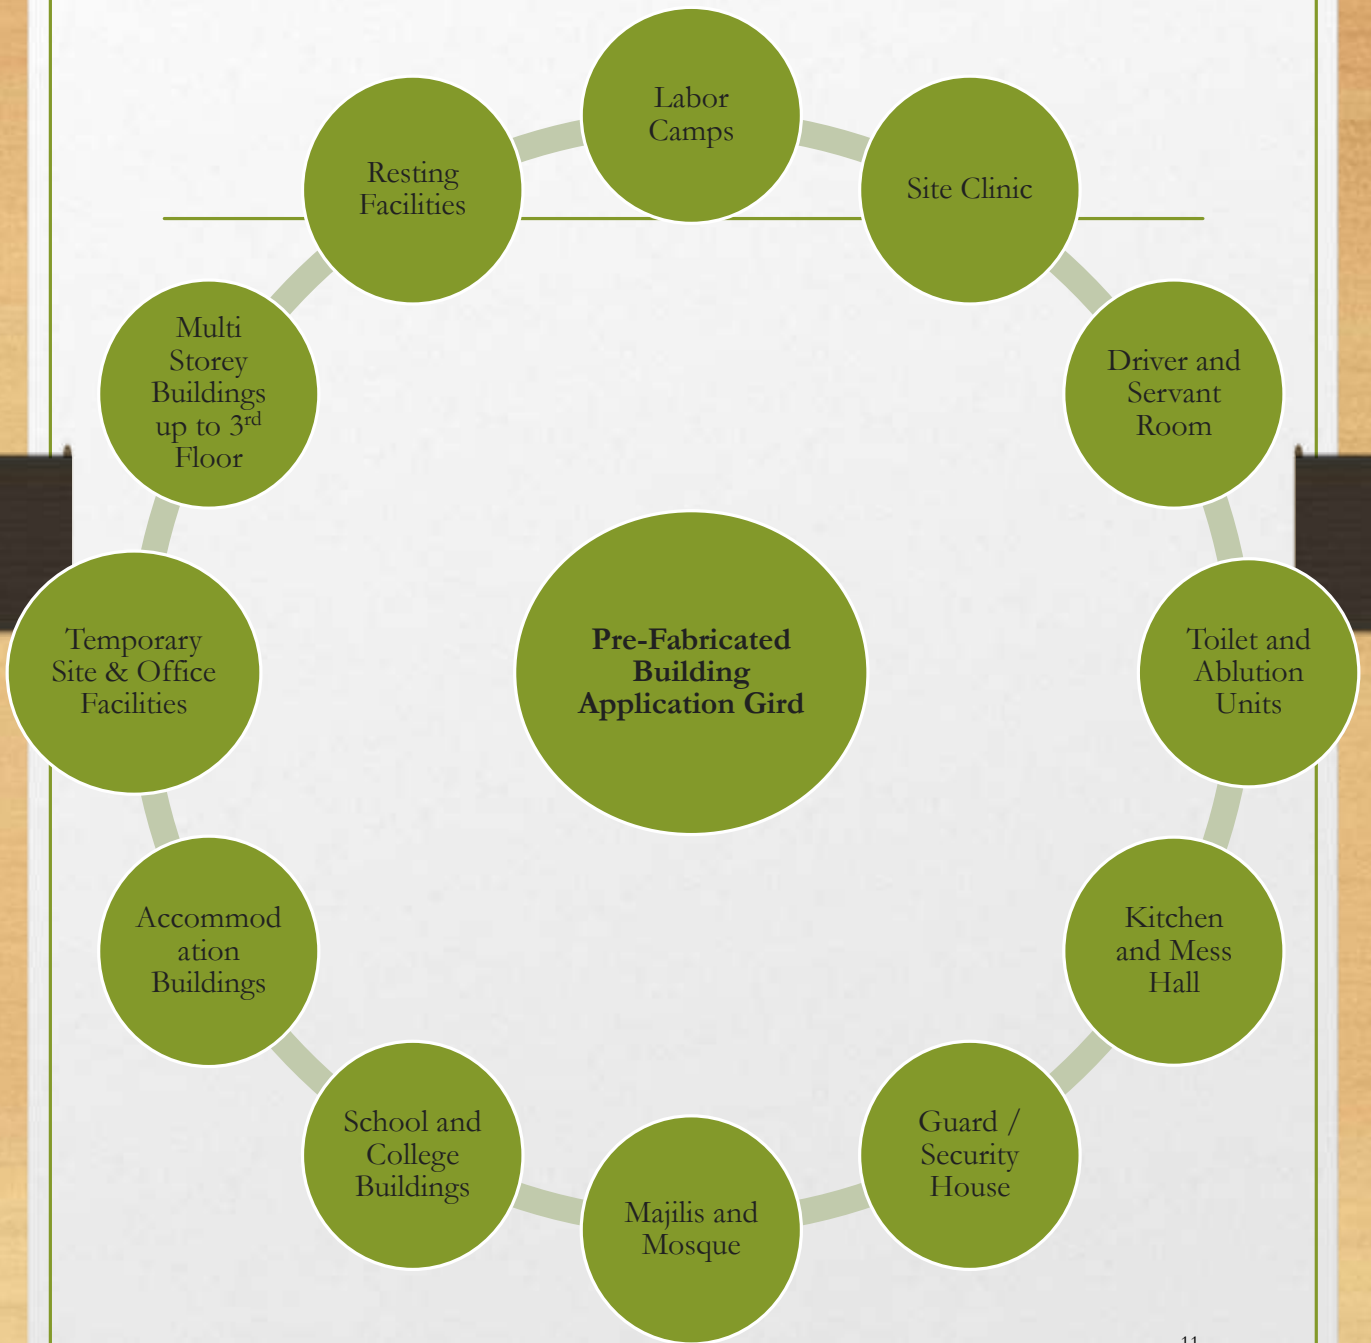 Labor
Camps
Site Clinic
Driver and
Servant
Room
Toilet and
Ablution
Units
Kitchen
and Mess
Hall
Guard /
Security
House
Majilis and
Mosque
School and
College
Buildings
Accommod
ation
Buildings
Temporary
Site & Office
Facilities
Multi
Storey
Buildings
up to 3rd
Floor
Resting
Facilities
Pre-Fabricated
Building
Application Gird
11